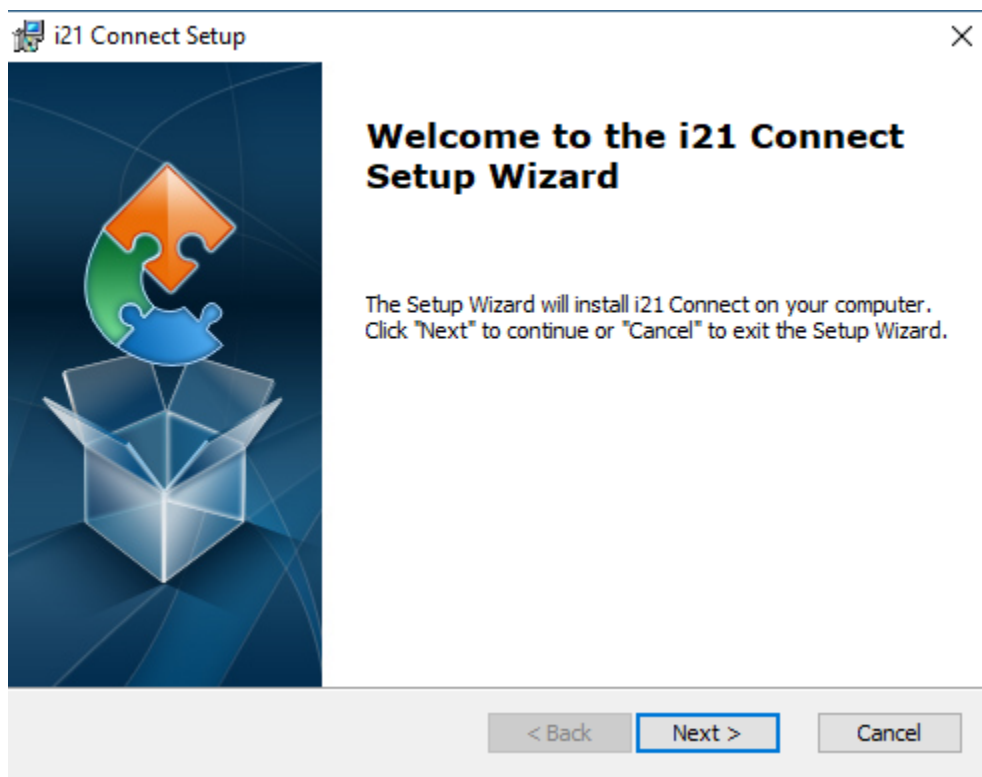 i21 Connect Setup
Welcome to the i21 Connect
Setup Wizard
The Setup Wizard will install i21 Connect on your computer.
Click "Next" to continue or "Cancel" to exit the Setup Wizard.
< Back
Next >
Cancel